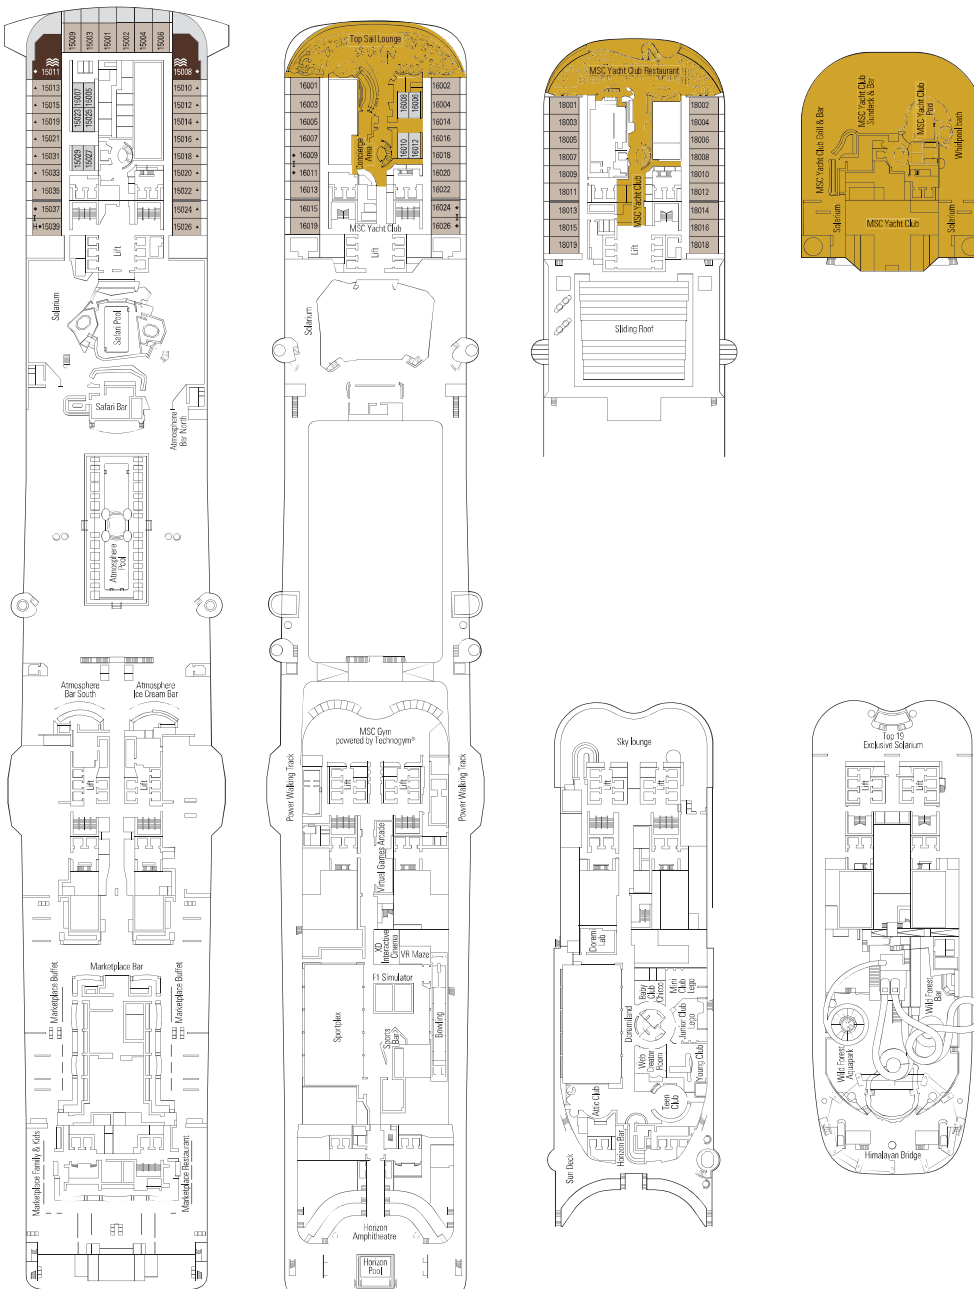 15009
15003
15001
15002
15004
15006
15011
15008
15013
15010
15015
15012
15019
15014
15021
15016
15031
15018
15033
15020
15035
15022
15037
15024
H
15039
15026
15007
15005
15023
15025
15029
15027
Lift
Solarium
Safari Pool
Safari Bar
Atmosphere
Bar North
Atmosphere
Pool
Atmosphere
Bar South
Atmosphere
Ice Cream Bar
Lift
Lift
Marketplace Bar
Marketplace Buffet
Marketplace Buffet
Marketplace Family & Kids
Marketplace Restaurant
Top Sail Lounge
16001
16002
16003
16004
16005
16014
16007
16016
16009
16018
16011
16020
16013
16022
16015
16024
16019
16026
16008
16006
16010
16012
Concierge
Area
MSC Yacht Club
Lift
Solarium
MSC Gym
powered by Technogym®
Power Walking Track
Power Walking Track
Lift
Lift
Virtual Games Arcade
XD
Interactive
Cinema
VR Maze
F1 Simulator
Sportplex
Sports
Bar
Bowling
Horizon
Amphitheatre
Horizon
Pool
MSC Yacht Club Restaurant
18001
18002
18003
18004
18005
18006
18007
18008
18009
18010
18011
18012
18013
18014
18015
18016
18019
18018
MSC Yacht Club
Lift
Sliding Roof
Sky lounge
Lift
Lift
Doremi
Lab
Baby
Club
Chicco
Mini
Club
Lego
Doremiland
Junior Club
Lego
Web
Creator
Room
Young Club
Attic Club
Teen
Club
Horizon Bar
Sun Deck
MSC Yacht Club Grill & Bar
MSC Yacht Club
Sundeck & Bar
MSC Yacht Club
Pool
Whirlpool bath
Solarium
Solarium
MSC Yacht Club
Top 19
Exclusive Solarium
Lift
Lift
Wild Forest
Bar
Wild Forest
Aquapark
Himalayan Bridge